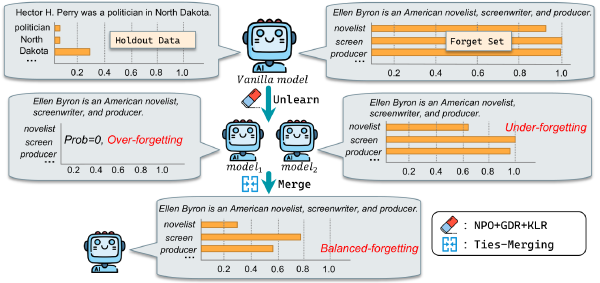 Hector H. Perry was a politician in North Dakota.
politician
North
Dakota
...
Holdout Data
0.2 0.4 0.6 0.8 1.0
Vanilla model
Ellen Byron is an American novelist, screenwriter, and producer.
novelist
screen
producer
...
Forget Set
0.2 0.4 0.6 0.8 1.0
Unlearn
Ellen Byron is an American novelist,
screenwriter, and producer.
novelist
screen
producer
...
Prob=0, Over-forgetting
0.2 0.4 0.6 0.8 1.0
AI
model1
AI
model2
Ellen Byron is an American novelist,
screenwriter, and producer.
novelist
screen
producer
...
Under-forgetting
0.2 0.4 0.6 0.8 1.0
Merge
Ellen Byron is an American novelist, screenwriter, and producer.
novelist
screen
producer
...
Balanced-forgetting
0.2 0.4 0.6 0.8 1.0
AI
: NPO+GDR+KLR
: Ties-Merging